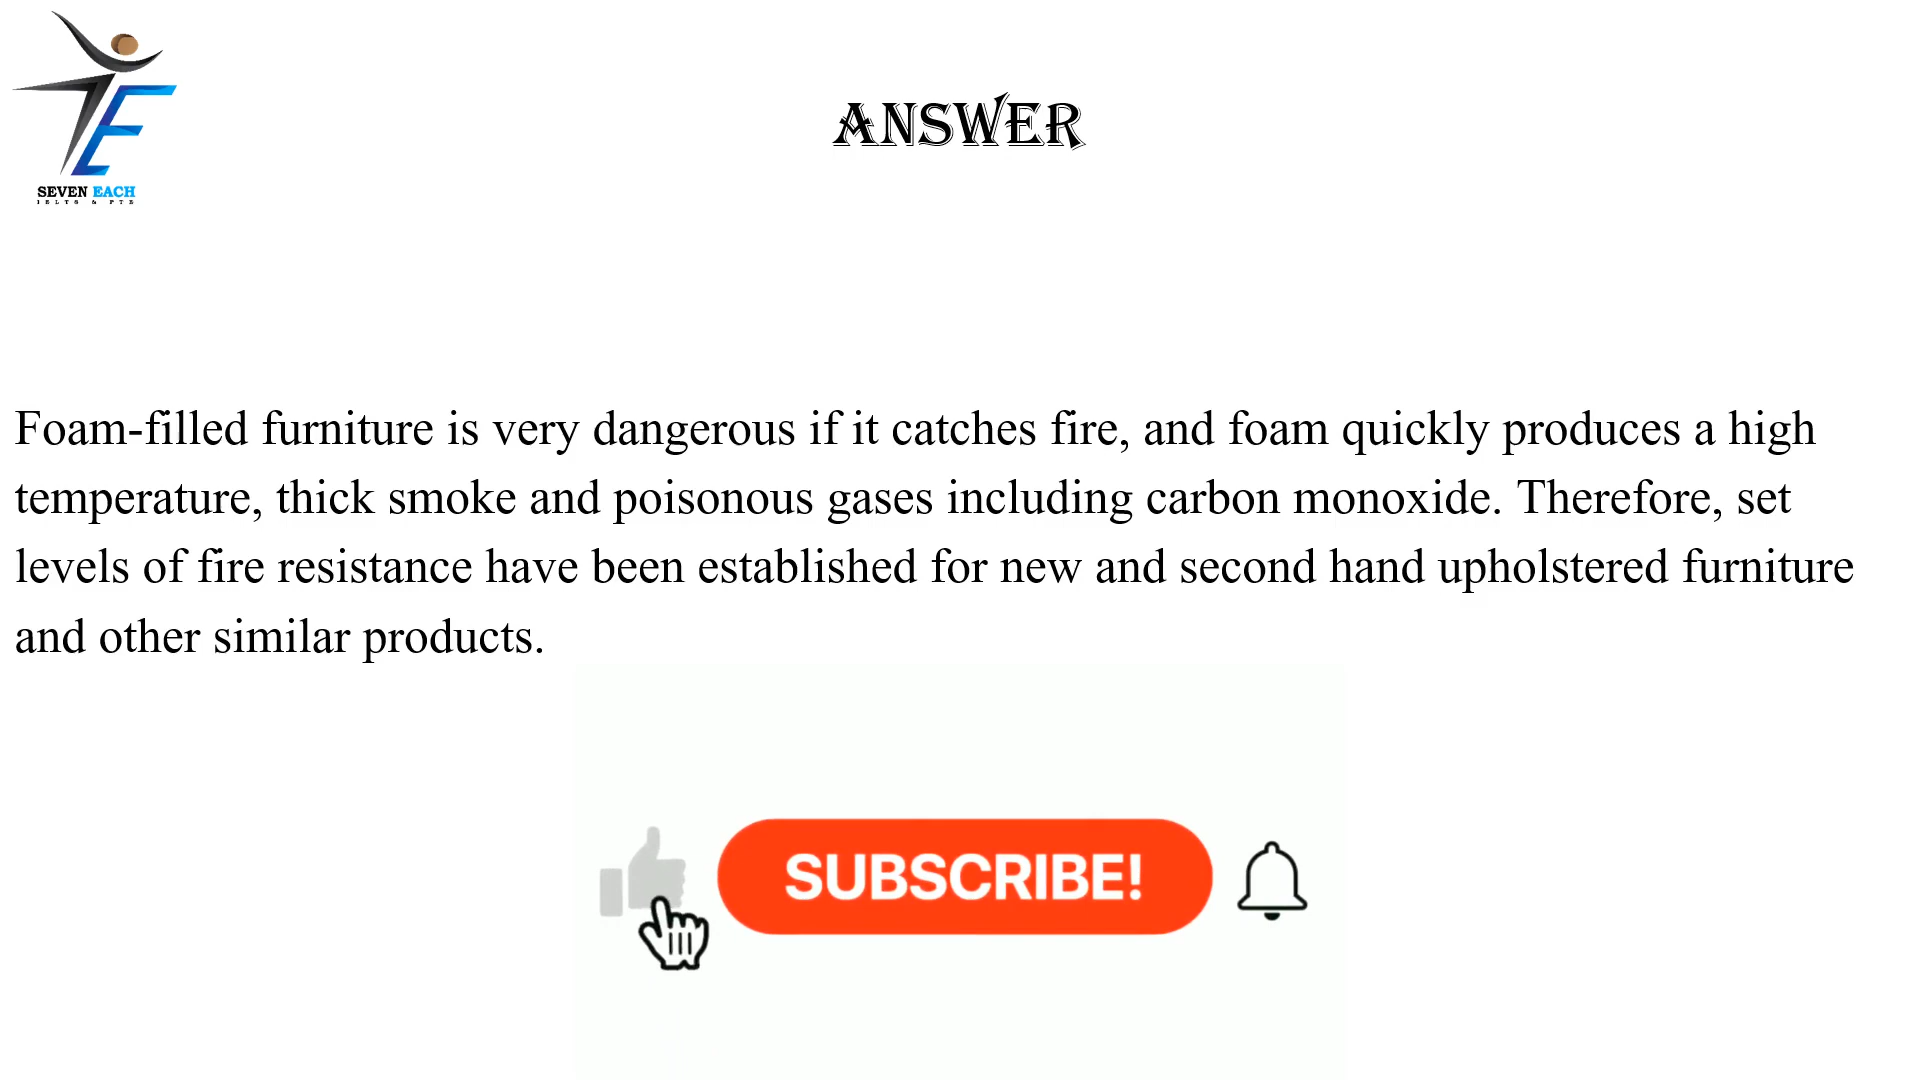 ANSWER
SEVEN EACH
IELTS & PTE
Foam-filled furniture is very dangerous if it catches fire, and foam quickly produces a high
temperature, thick smoke and poisonous gases including carbon monoxide. Therefore, set
levels of fire resistance have been established for new and second hand upholstered furniture
and other similar products.
SUBSCRIBE!